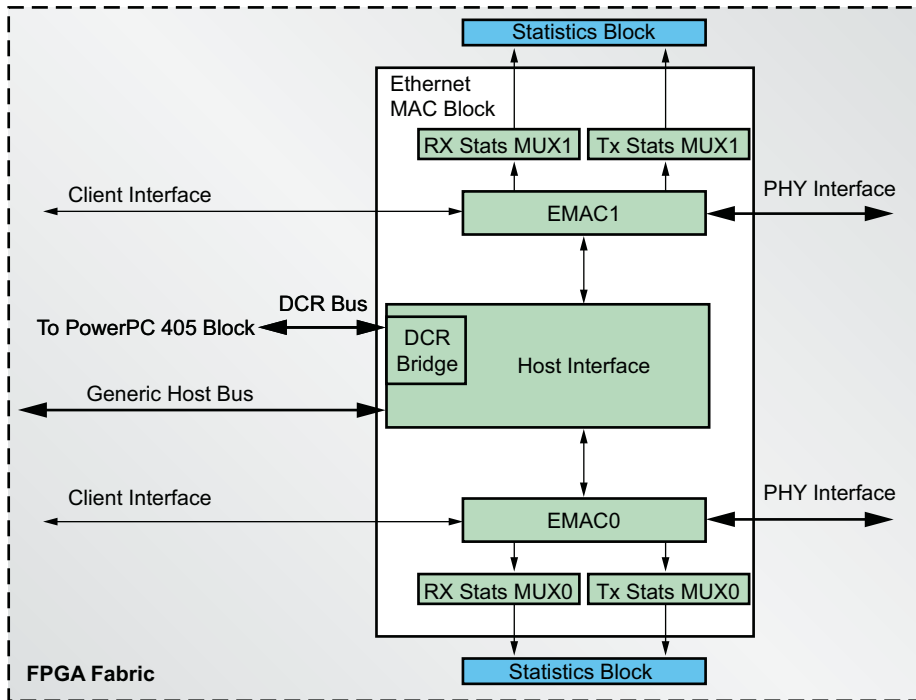 Statistics Block
Ethernet
MAC Block
RX Stats MUX1
Tx Stats MUX1
Client Interface
EMAC1
PHY Interface
DCR Bus
To PowerPC 405 Block
DCR
Bridge
Host Interface
Generic Host Bus
Client Interface
EMAC0
PHY Interface
RX Stats MUX0
Tx Stats MUX0
FPGA Fabric
Statistics Block